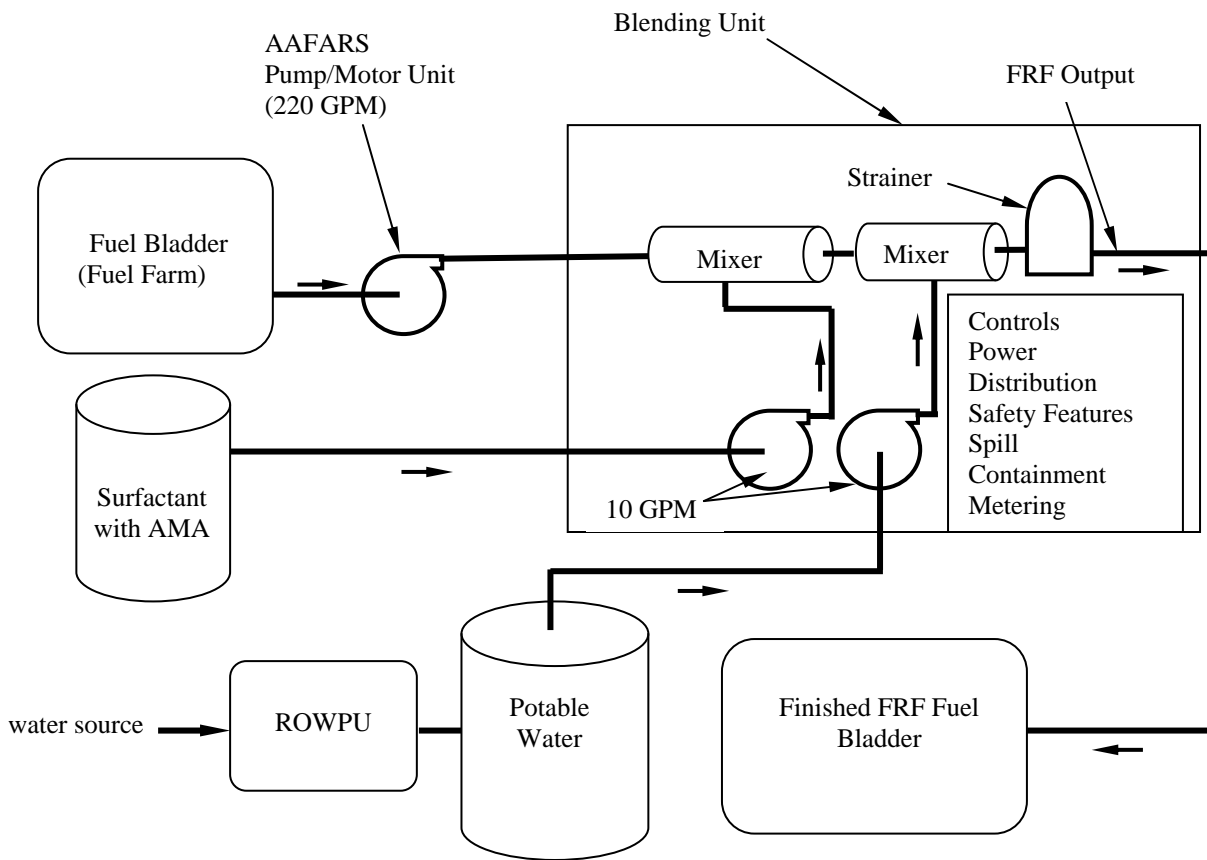 Blending Unit
AAFARS
Pump/Motor Unit
(220 GPM)
FRF Output
Strainer
Fuel Bladder
(Fuel Farm)
Mixer
Mixer
Controls
Power
Distribution
Safety Features
Spill
Containment
Metering
Surfactant
with AMA
10 GPM
water source
ROWPU
Potable
Water
Finished FRF Fuel
Bladder